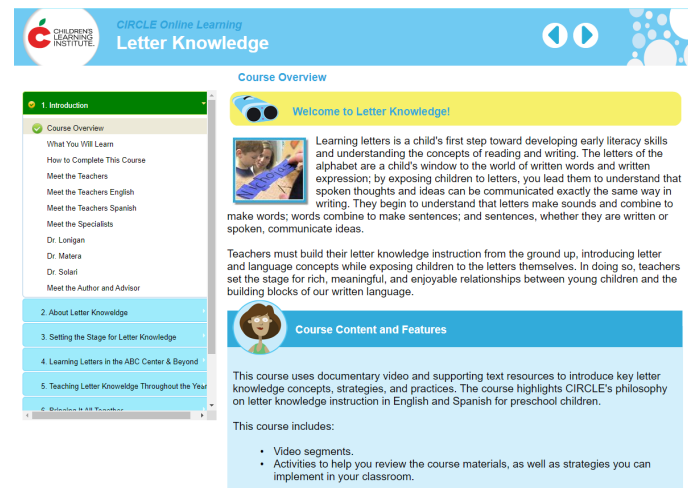 CHILDREN'S
LEARNING
INSTITUTE.
CIRCLE Online Learning
Letter Knowledge
Course Overview
1. Introduction
Course Overview
What You Will Learn
How to Complete This Course
Meet the Teachers
Meet the Teachers English
Meet the Teachers Spanish
Meet the Specialists
Dr. Lonigan
Dr. Matera
Dr. Solari
Meet the Author and Advisor
2. About Letter Knoweldge
3. Setting the Stage for Letter Knowledge
4. Learning Letters in the ABC Center & Beyond
5. Teaching Letter Knoweldge Throughout the Year
6. Bringing It All Together
Welcome to Letter Knowledge!
Nicholas
Learning letters is a child's first step toward developing early literacy skills
and understanding the concepts of reading and writing. The letters of the
alphabet are a child's window to the world of written words and written
expression; by exposing children to letters, you lead them to understand that
spoken thoughts and ideas can be communicated exactly the same way in
writing. They begin to understand that letters make sounds and combine to
make words; words combine to make sentences; and sentences, whether they are written or
spoken, communicate ideas.
Teachers must build their letter knowledge instruction from the ground up, introducing letter
and language concepts while exposing children to the letters themselves. In doing so, teachers
set the stage for rich, meaningful, and enjoyable relationships between young children and the
building blocks of our written language.
Course Content and Features
This course uses documentary video and supporting text resources to introduce key letter
knowledge concepts, strategies, and practices. The course highlights CIRCLE's philosophy
on letter knowledge instruction in English and Spanish for preschool children.
This course includes:
• Video segments.
• Activities to help you review the course materials, as well as strategies you can
implement in your classroom.